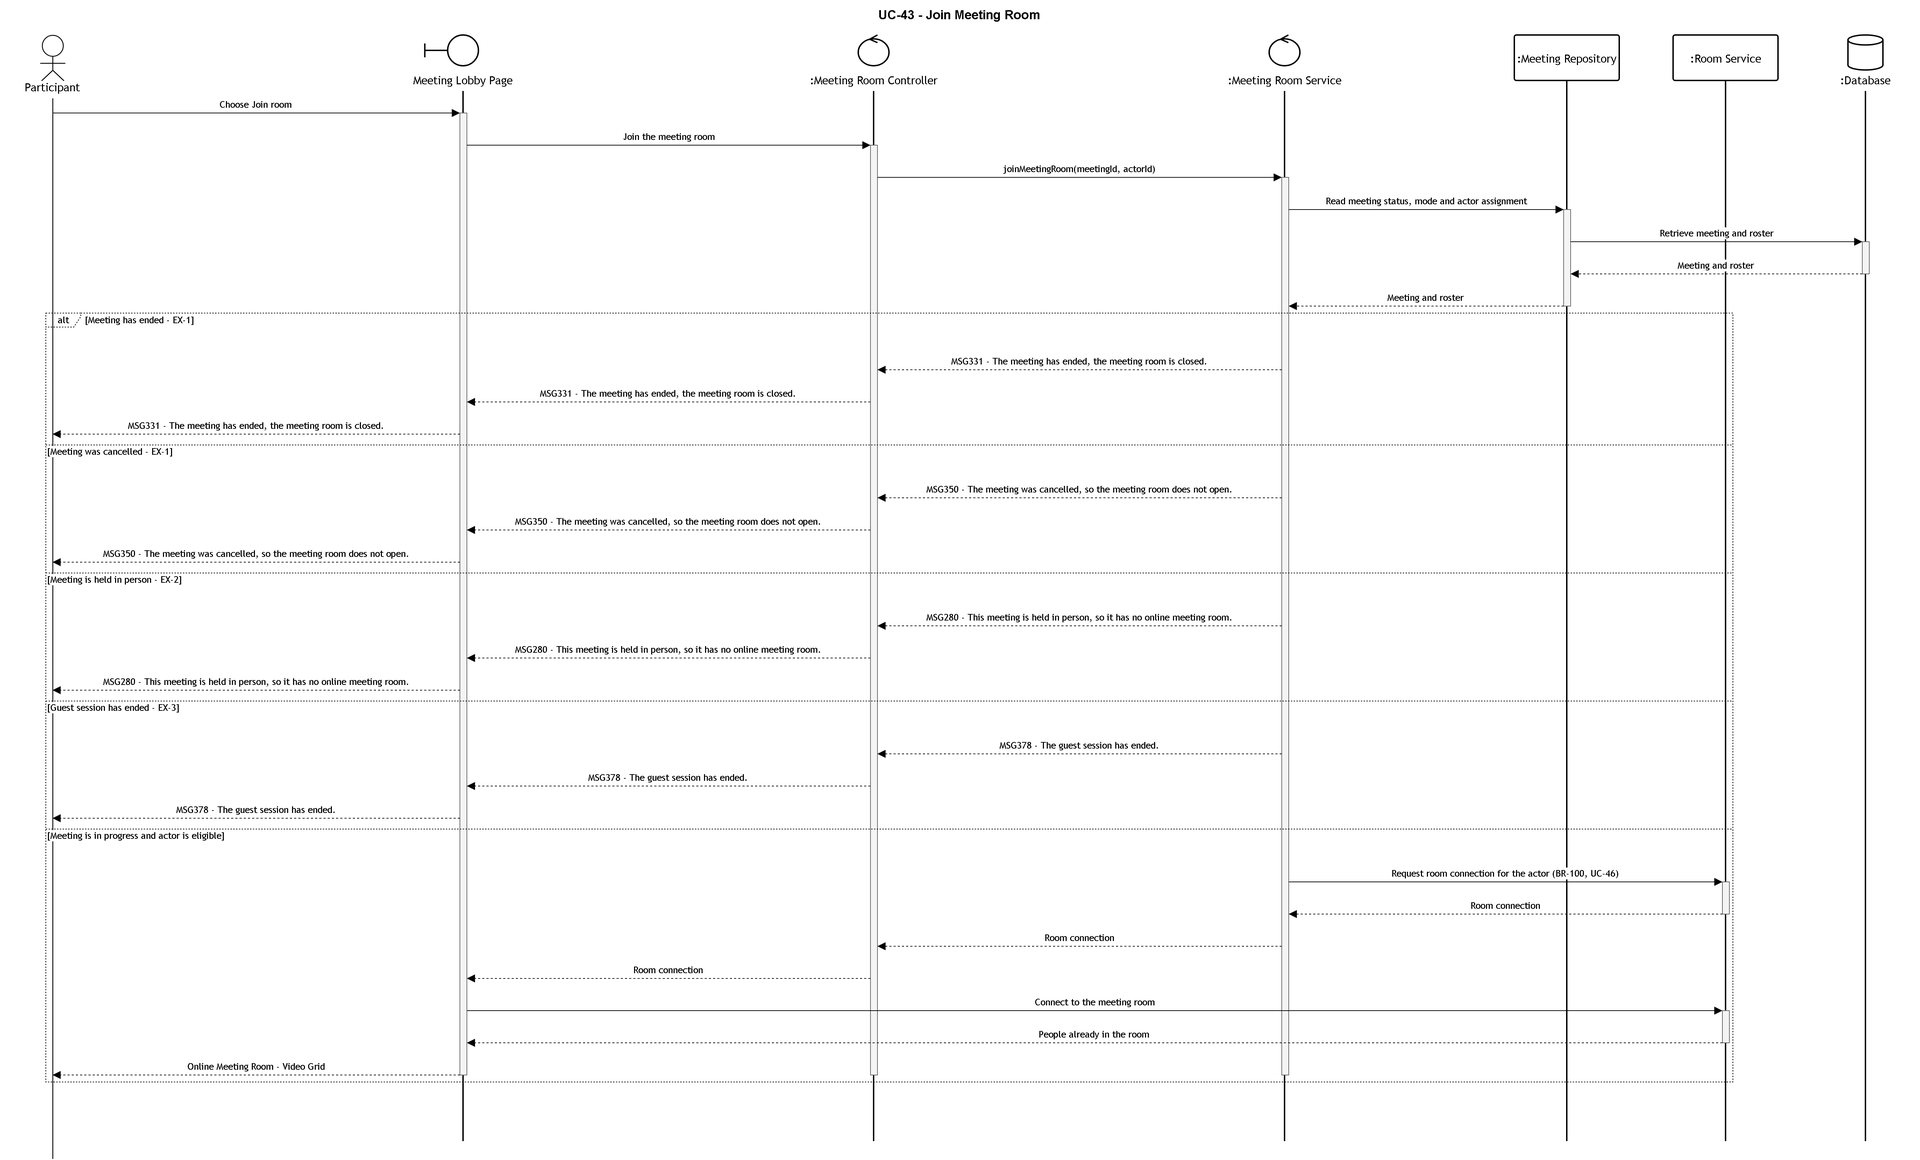 UC-43 - Join Meeting Room
Participant
Meeting Lobby Page
:Meeting Room Controller
:Meeting Room Service
:Meeting Repository
:Room Service
:Database
Choose Join room
Join the meeting room
joinMeetingRoom(meetingId, actorId)
Read meeting status, mode and actor assignment
Retrieve meeting and roster
Meeting and roster
Meeting and roster
alt [Meeting has ended - EX-1]
MSG331 - The meeting has ended, the meeting room is closed.
MSG331 - The meeting has ended, the meeting room is closed.
MSG331 - The meeting has ended, the meeting room is closed.
[Meeting was cancelled - EX-1]
MSG350 - The meeting was cancelled, so the meeting room does not open.
MSG350 - The meeting was cancelled, so the meeting room does not open.
MSG350 - The meeting was cancelled, so the meeting room does not open.
[Meeting is held in person - EX-2]
MSG280 - This meeting is held in person, so it has no online meeting room.
MSG280 - This meeting is held in person, so it has no online meeting room.
MSG280 - This meeting is held in person, so it has no online meeting room.
[Guest session has ended - EX-3]
MSG378 - The guest session has ended.
MSG378 - The guest session has ended.
MSG378 - The guest session has ended.
[Meeting is in progress and actor is eligible]
Request room connection for the actor (BR-100, UC-46)
Room connection
Room connection
Room connection
Connect to the meeting room
People already in the room
Online Meeting Room - Video Grid